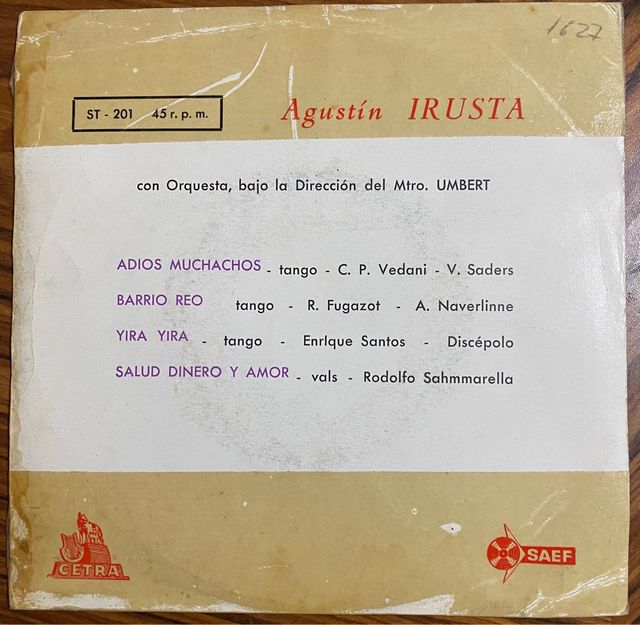 1627
ST - 201 45 r. p. m.
Agustín IRUSTA
con Orquesta, bajo la Dirección del Mtro. UMBERT
ADIOS MUCHACHOS - tango - C. P. Vedani - V. Saders
BARRIO REO tango - R. Fugazot - A. Naverlinne
YIRA YIRA - tango - EnrIque Santos - Discépolo
SALUD DINERO Y AMOR - vals - Rodolfo Sahmmarella
CETRA
SAEF